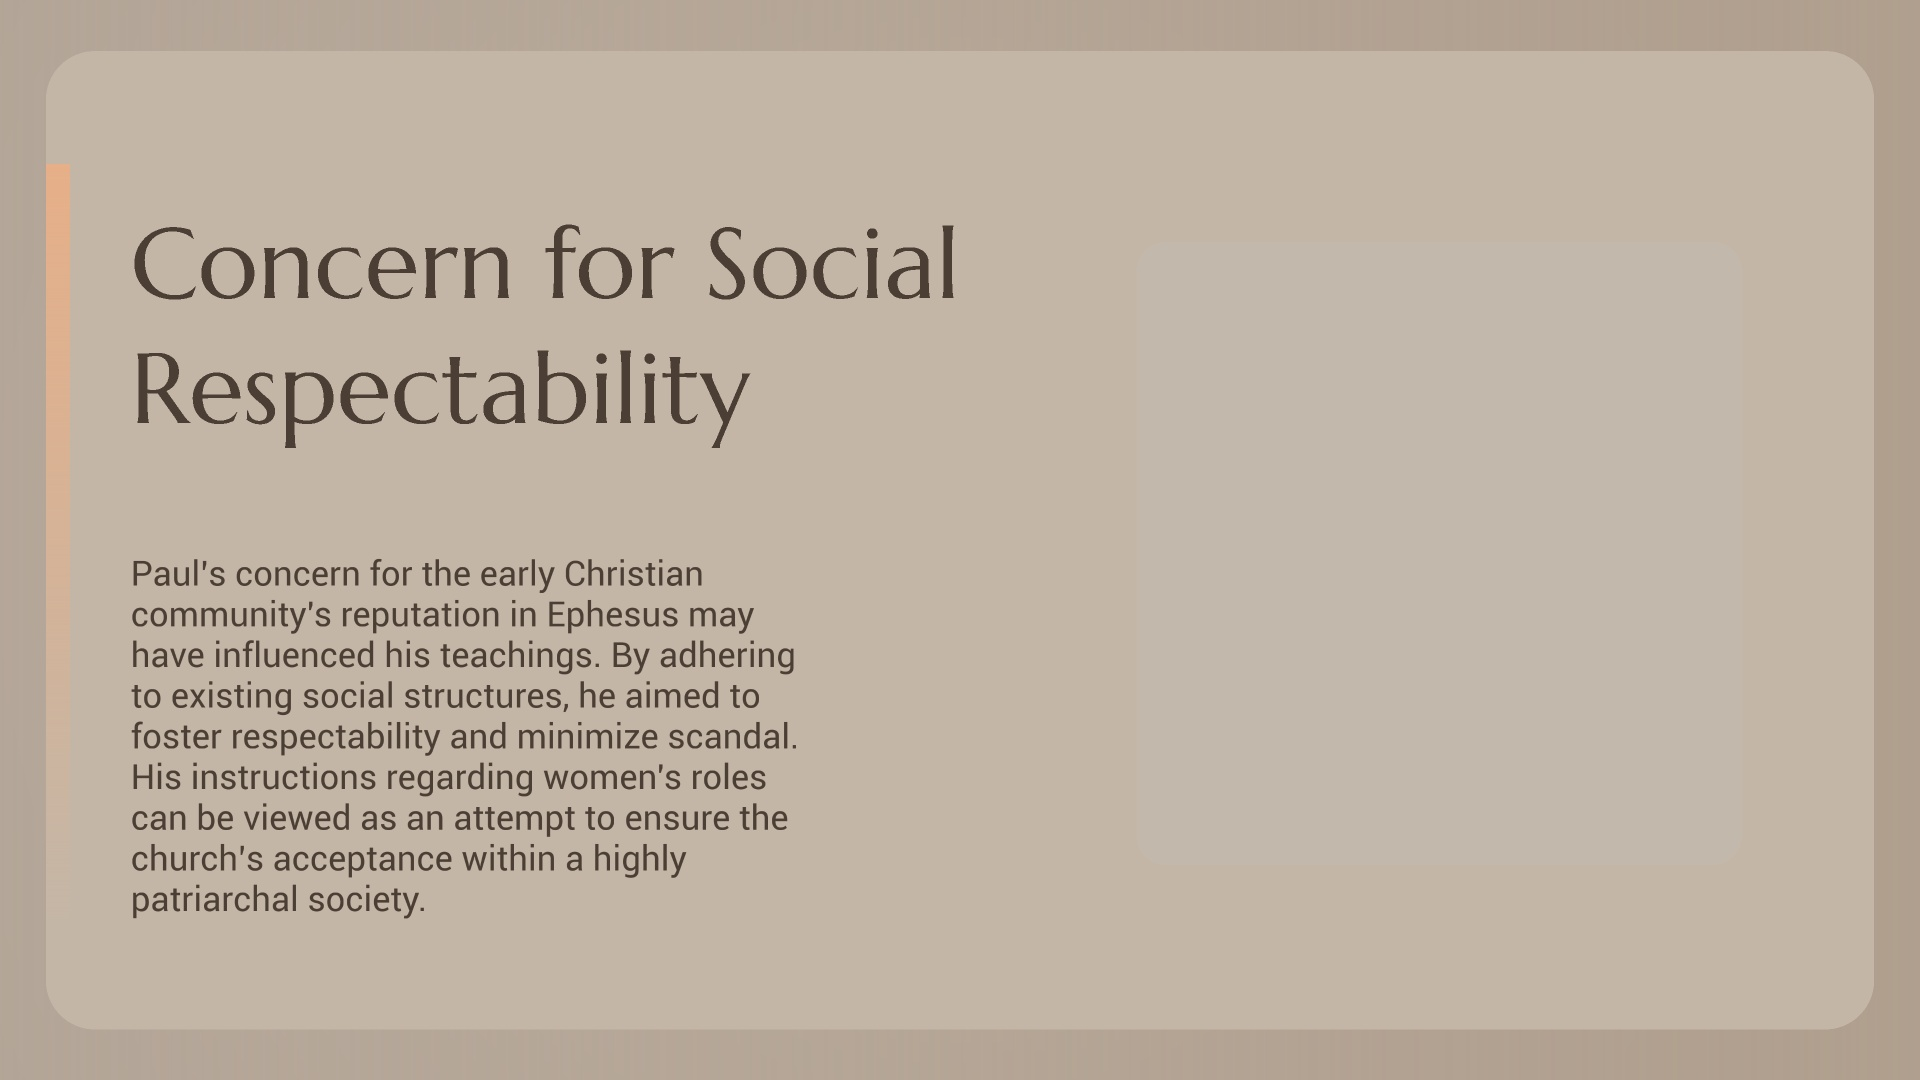 Concern for Social
Respectability
Paul's concern for the early Christian
community's reputation in Ephesus may
have influenced his teachings. By adhering
to existing social structures, he aimed to
foster respectability and minimize scandal.
His instructions regarding women's roles
can be viewed as an attempt to ensure the
church's acceptance within a highly
patriarchal society.